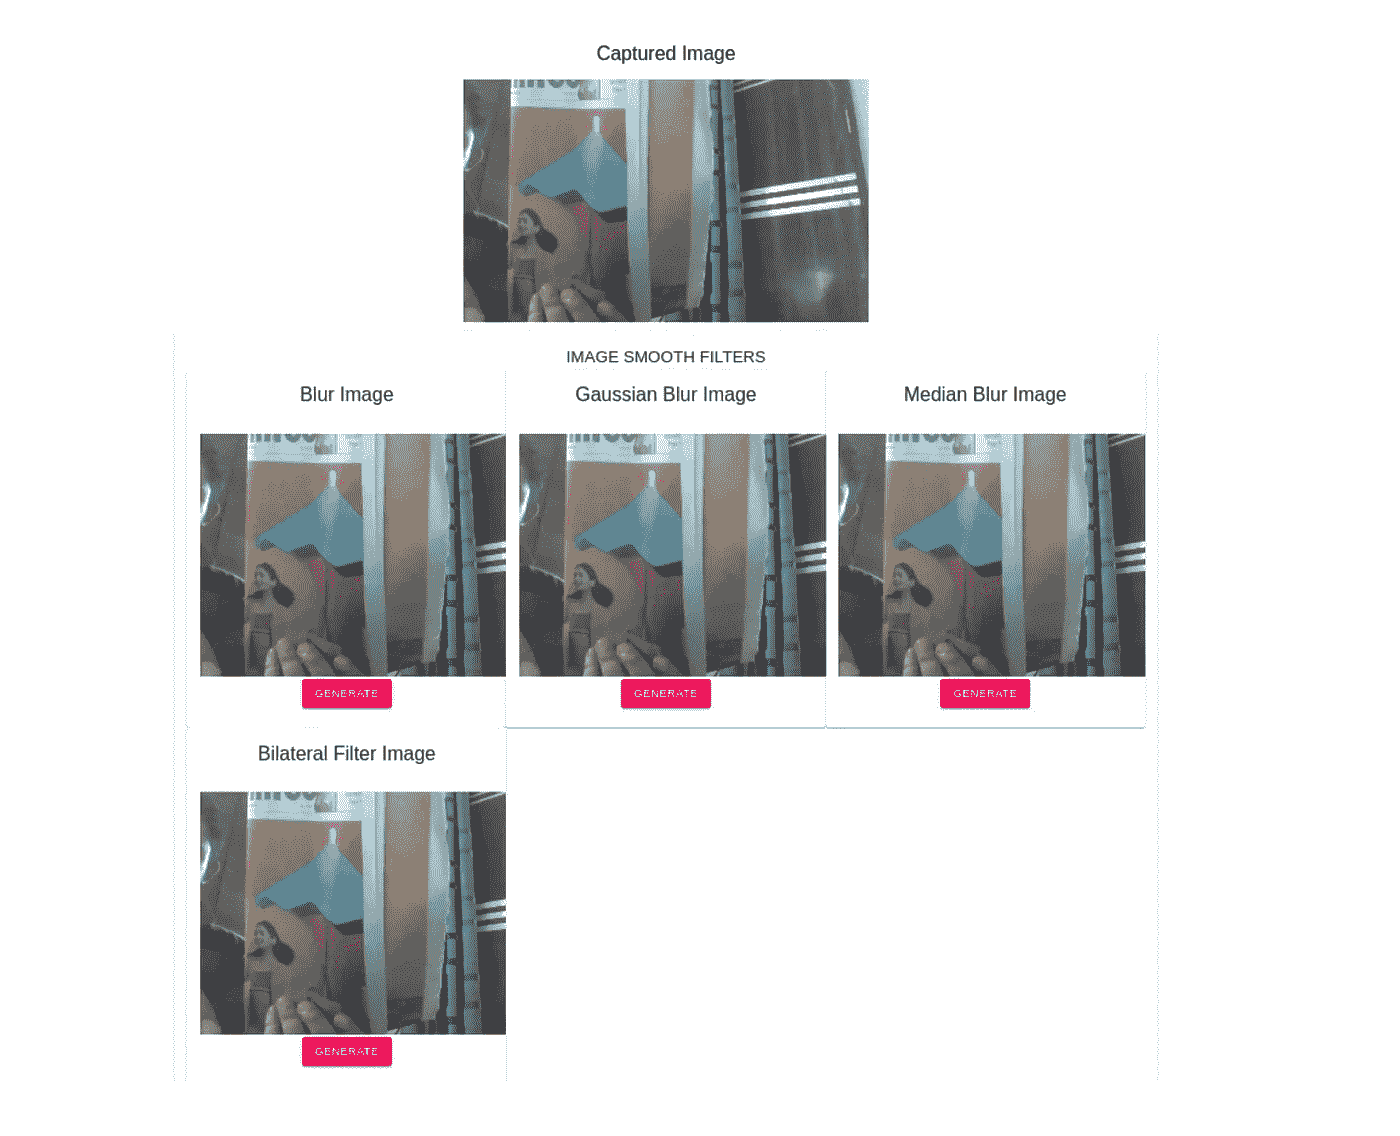 Captured Image
IMAGE SMOOTH FILTERS
Blur Image
Gaussian Blur Image
Median Blur Image
GENERATE
GENERATE
GENERATE
Bilateral Filter Image
GENERATE